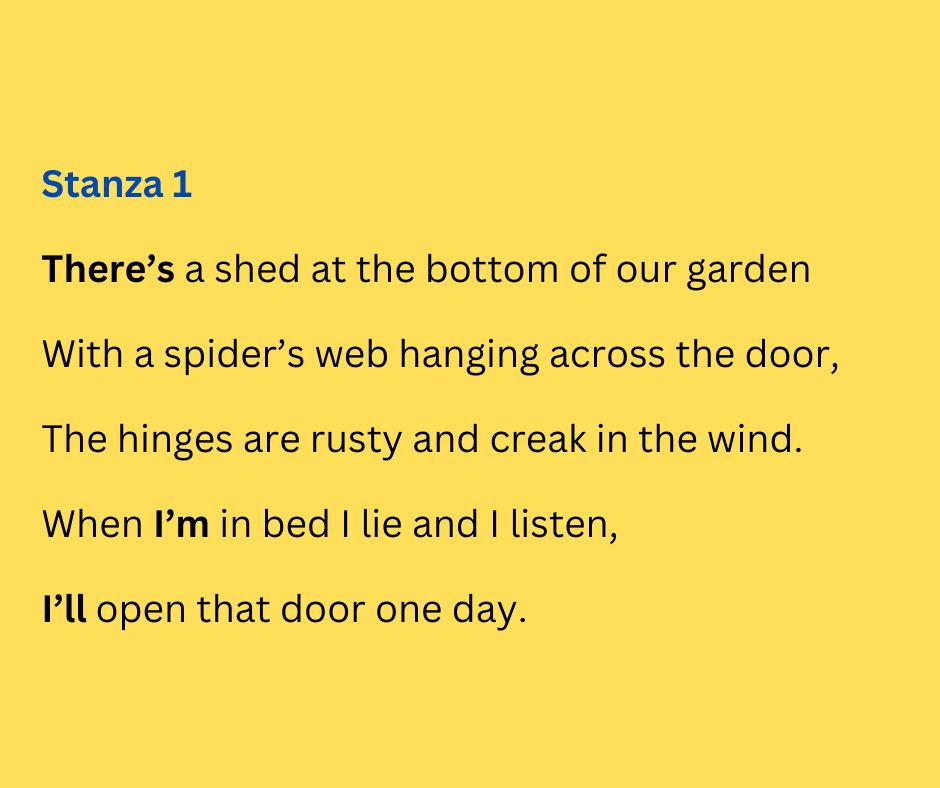 Stanza 1
There’s a shed at the bottom of our garden
With a spider’s web hanging across the door,
The hinges are rusty and creak in the wind.
When I’m in bed I lie and I listen,
I’ll open that door one day.